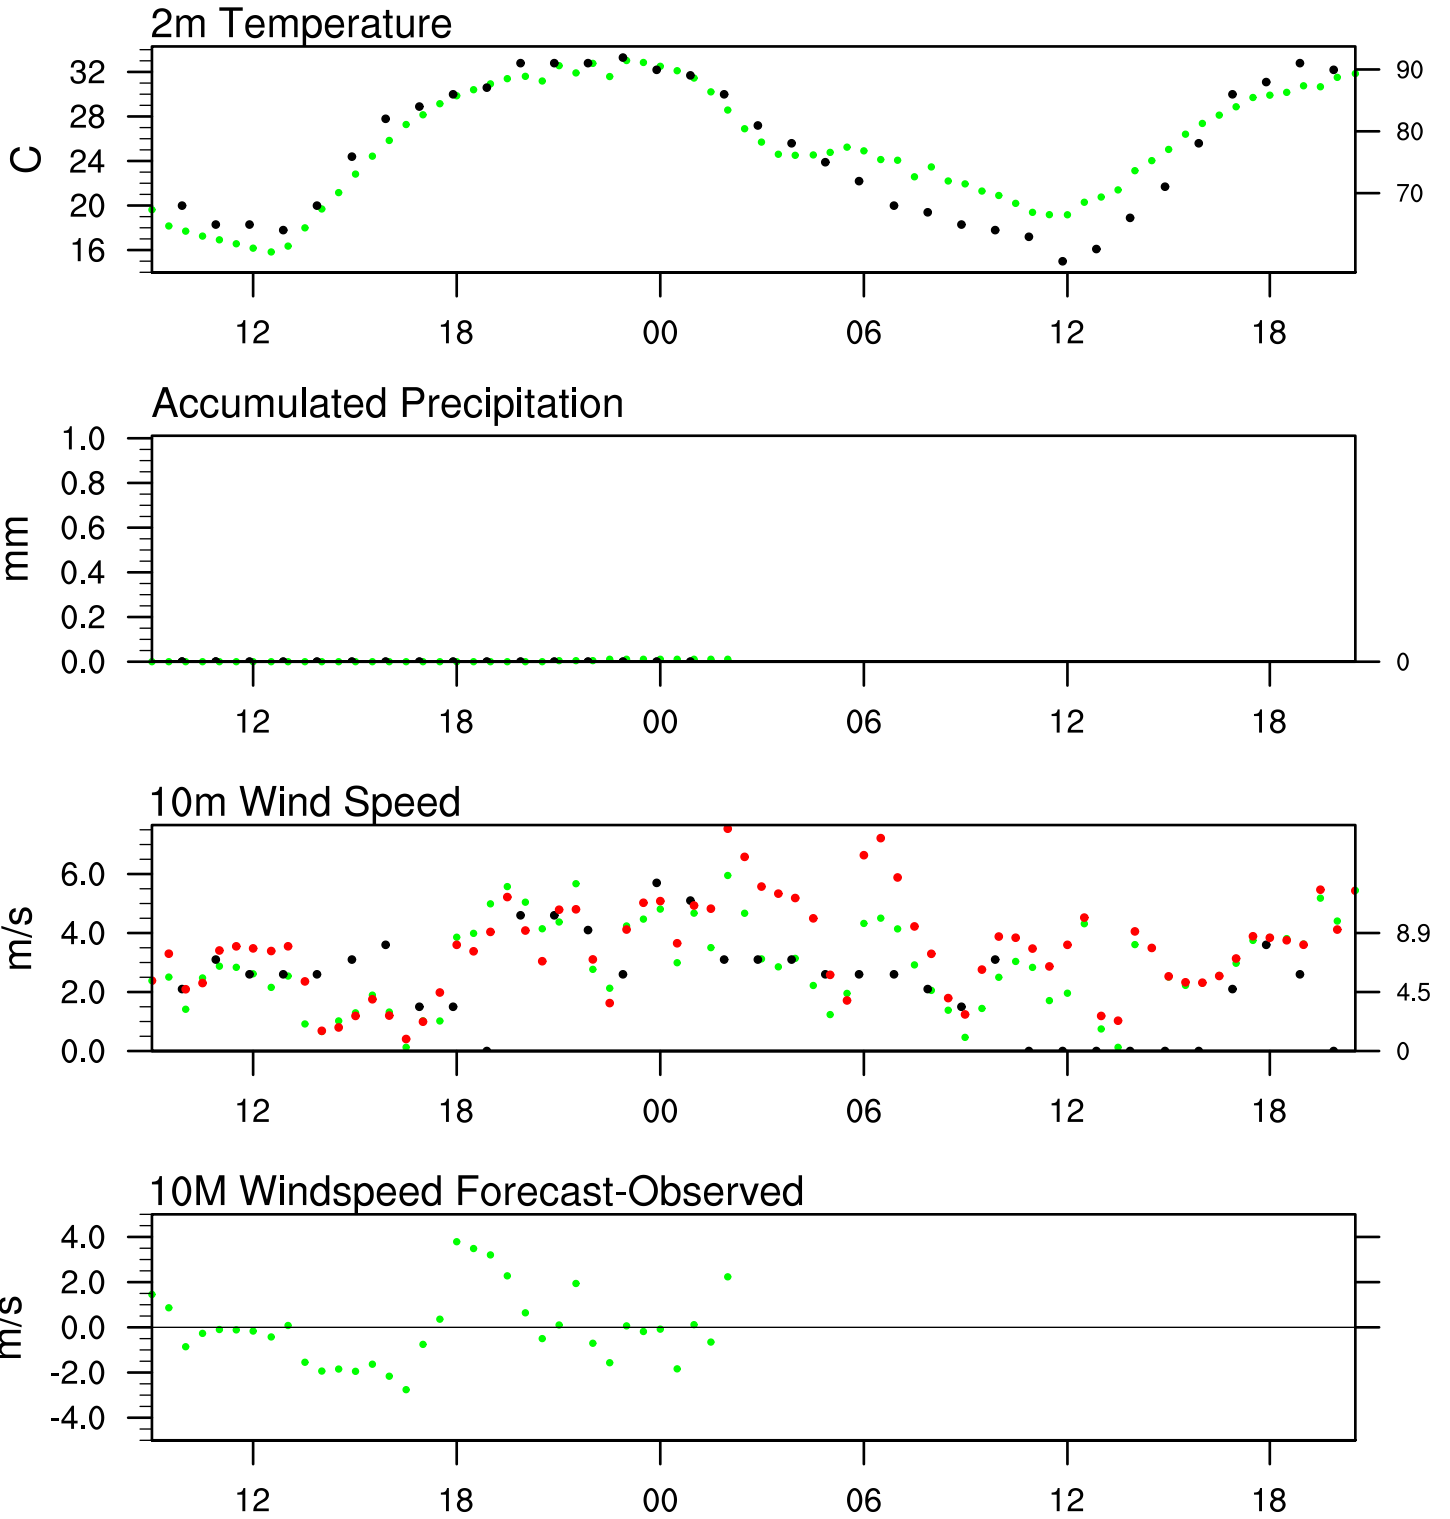 2m Temperature
32
28
24
20
16
C
90
80
70
12 18 00 06 12 18
Accumulated Precipitation
1.0
0.8
0.6
0.4
0.2
0.0
mm
0
12 18 00 06 12 18
10m Wind Speed
6.0
4.0
2.0
0.0
m/s
8.9
4.5
0
12 18 00 06 12 18
10M Windspeed Forecast-Observed
4.0
2.0
0.0
-2.0
-4.0
m/s
12 18 00 06 12 18